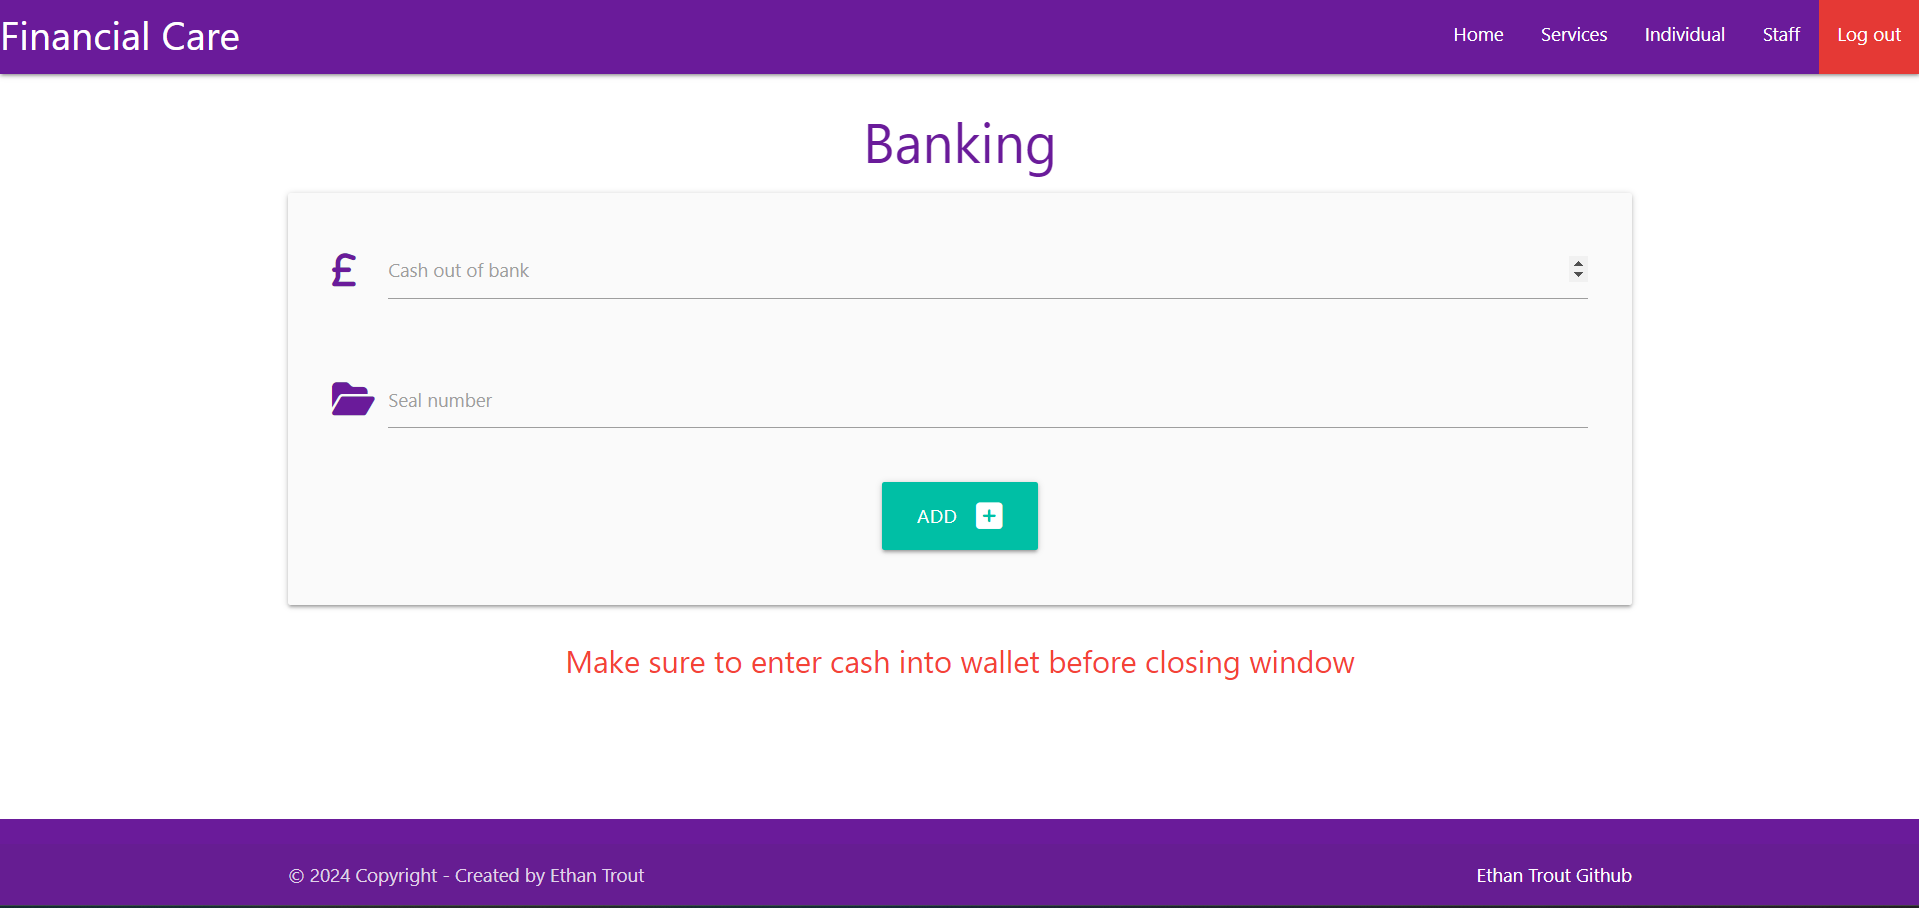 Financial Care
Home Services Individual Staff Log out
Banking
£ Cash out of bank
Seal number
ADD
Make sure to enter cash into wallet before closing window
© 2024 Copyright - Created by Ethan Trout
Ethan Trout Github